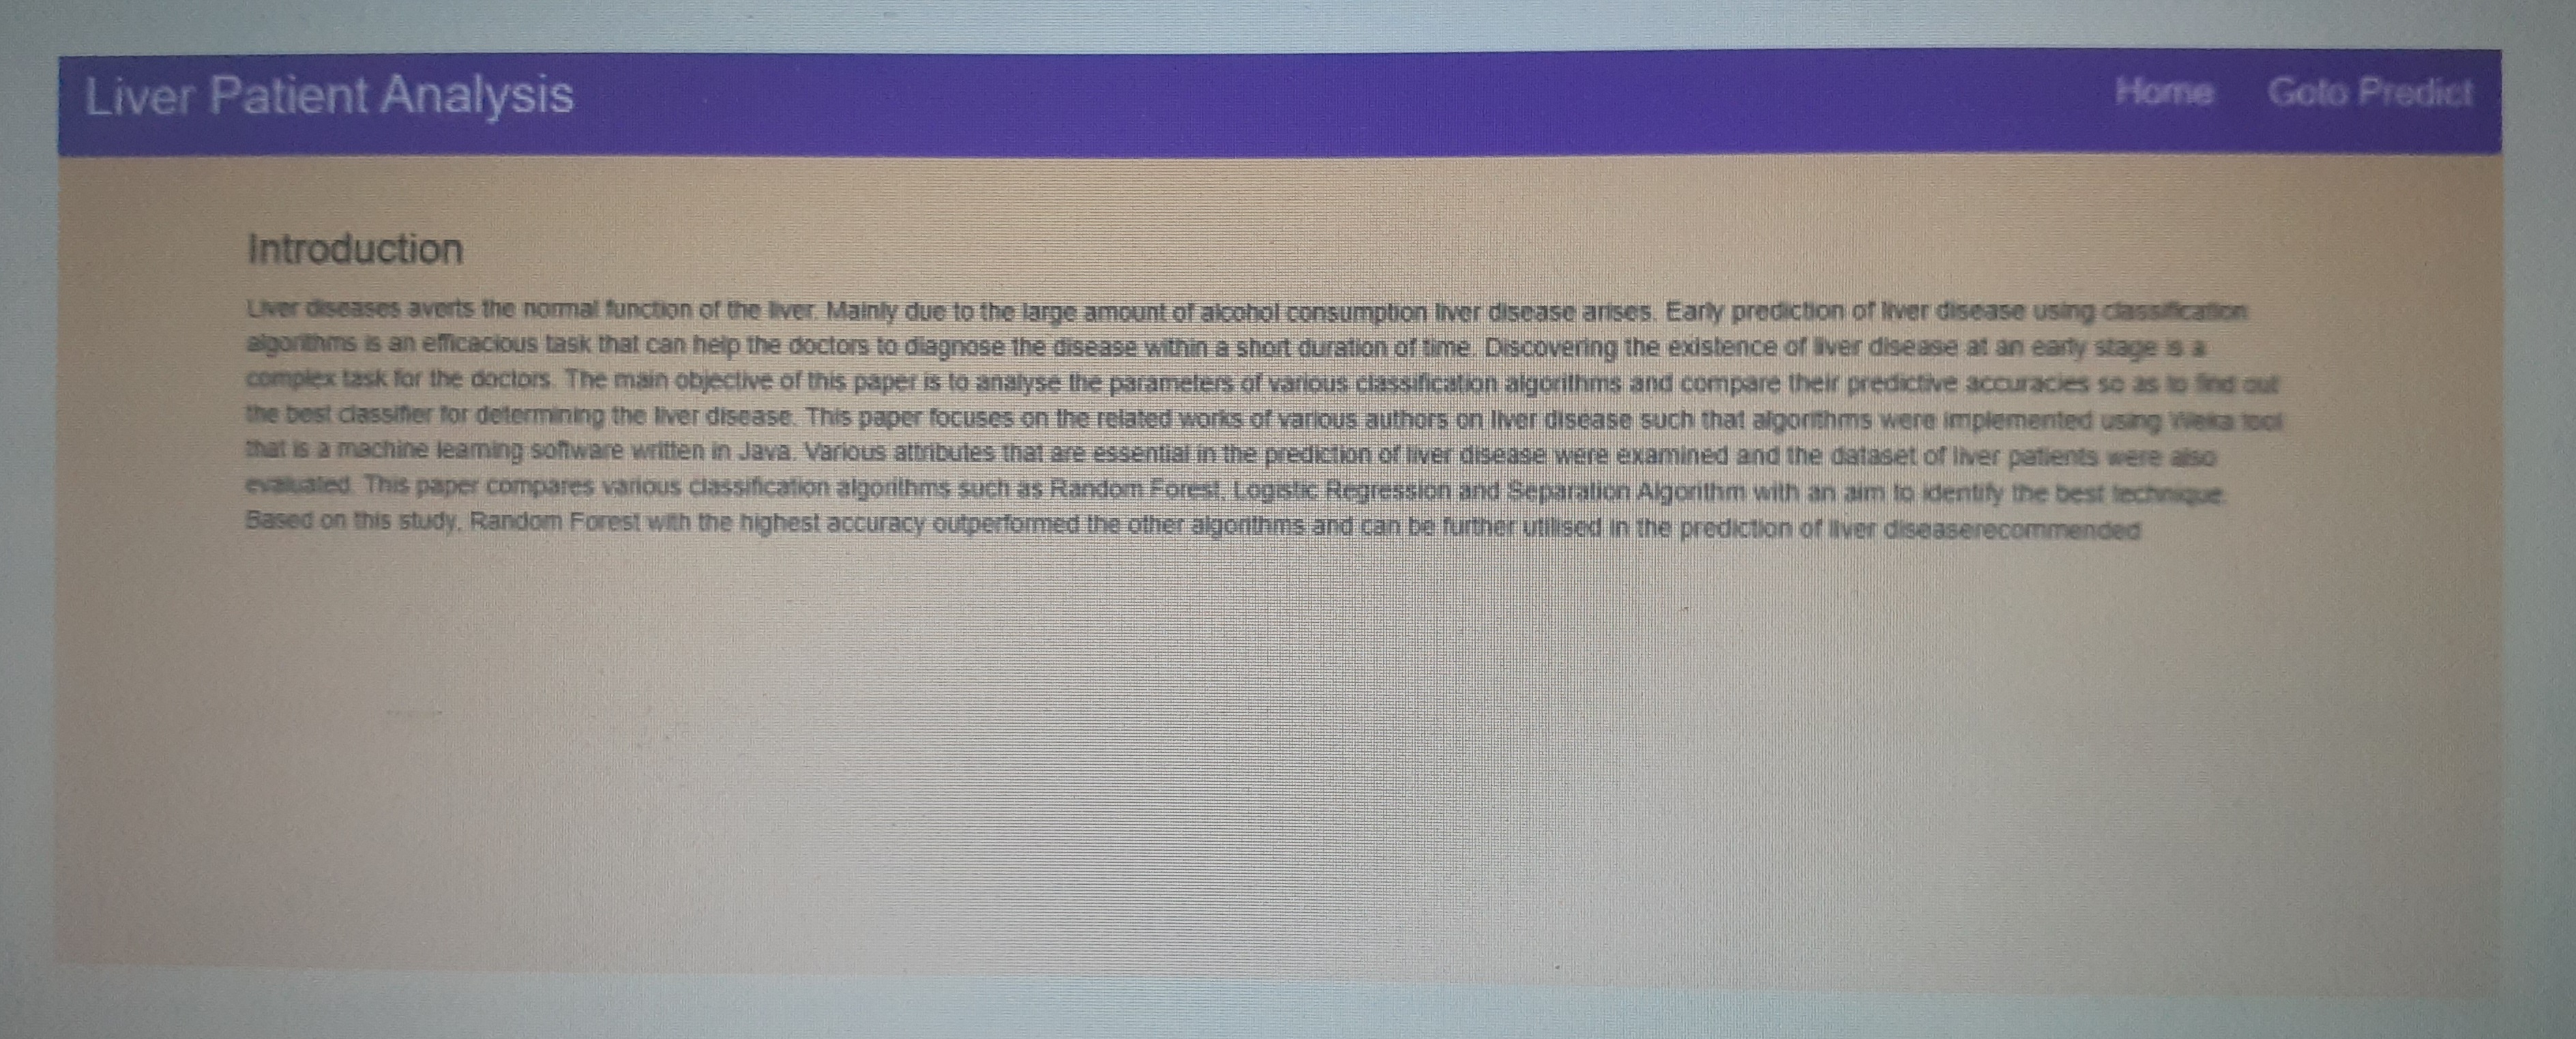 Liver Patient Analysis
Home Goto Predict
Introduction
Liver diseases averts the normal function of the liver. Mainly due to the large amount of alcohol consumption liver disease arises. Early prediction of liver disease using classification
algorithms is an efficacious task that can help the doctors to diagnose the disease within a short duration of time. Discovering the existence of liver disease at an early stage is a
complex task for the doctors. The main objective of this paper is to analyse the parameters of various classification algorithms and compare their predictive accuracies so as to find out
the best classifier for determining the liver disease. This paper focuses on the related works of various authors on liver disease such that algorithms were implemented using Weka tool
that is a machine learning software written in Java. Various attributes that are essential in the prediction of liver disease were examined and the dataset of liver patients were also
evaluated. This paper compares various classification algorithms such as Random Forest, Logistic Regression and Separation Algorithm with an aim to identify the best technique.
Based on this study, Random Forest with the highest accuracy outperformed the other algorithms and can be further utilised in the prediction of liver diseaserecommended